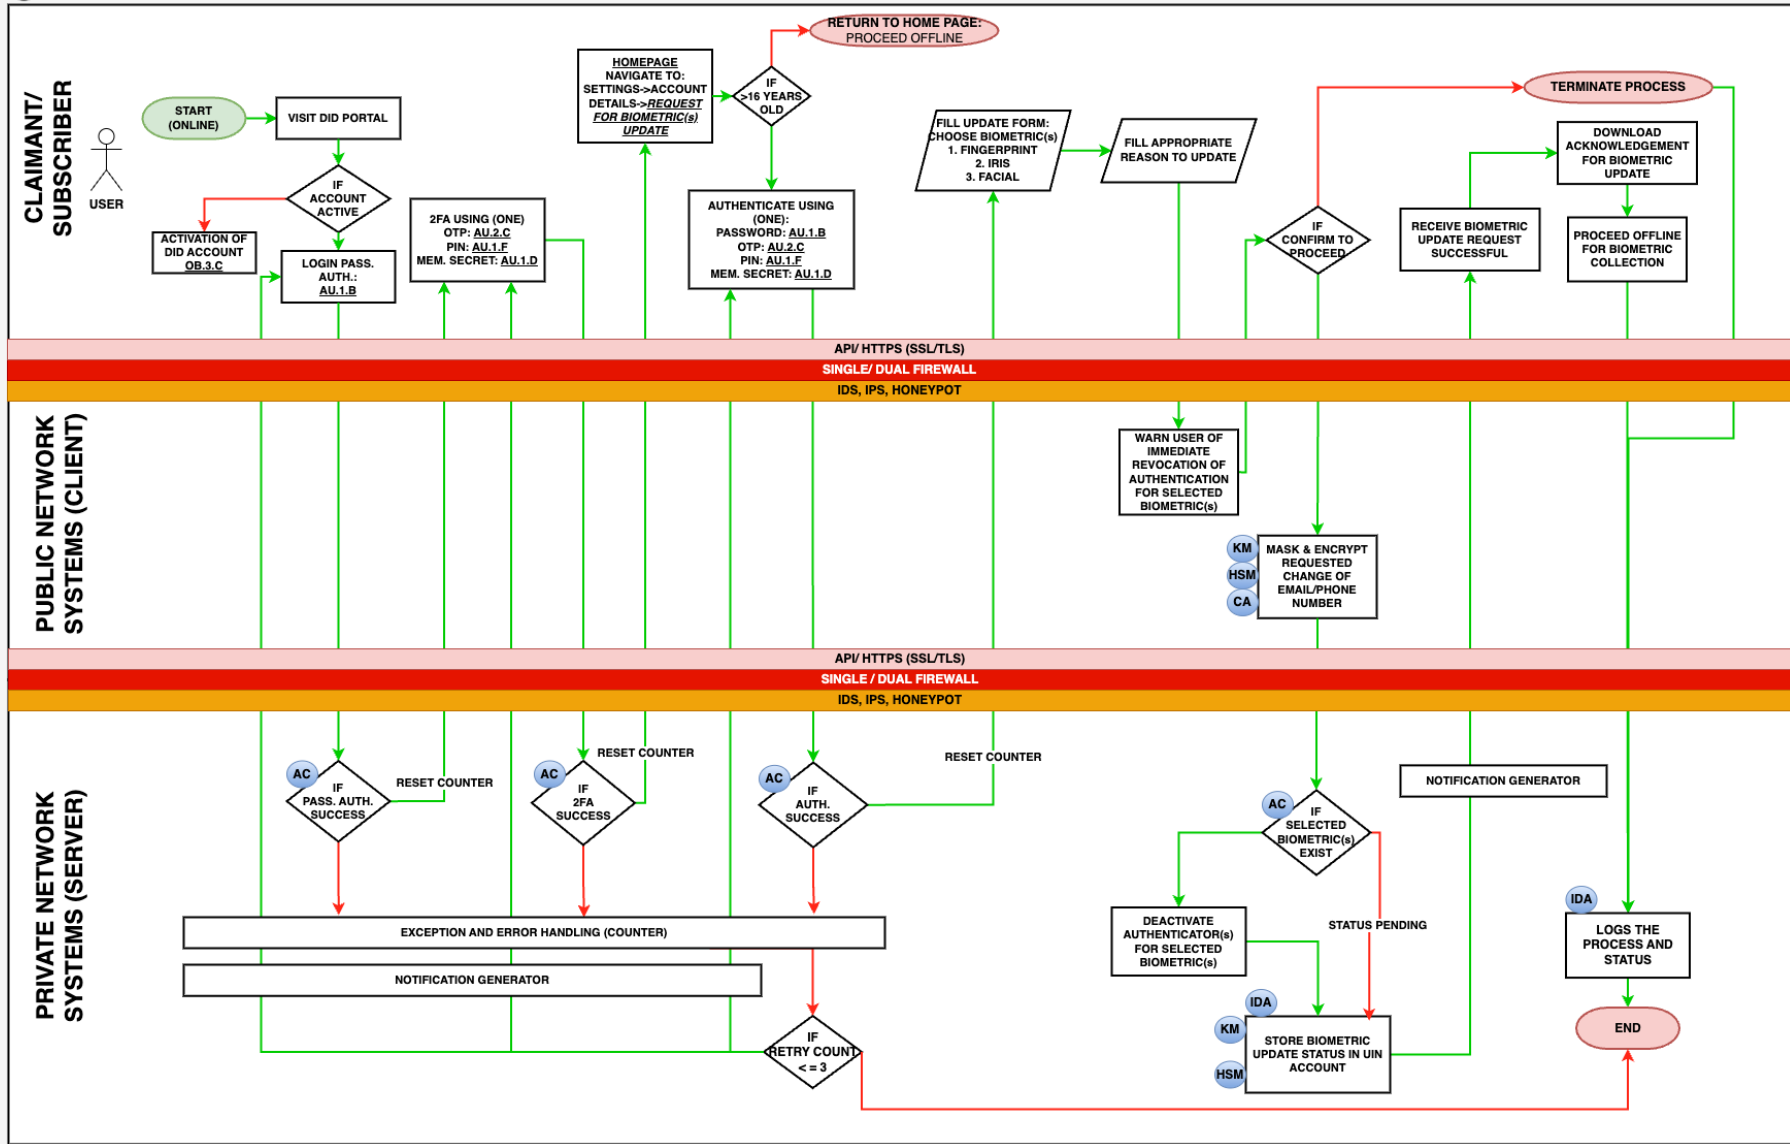 CLAIMANT/
SUBSCRIBER
USER
START
(ONLINE)
VISIT DID PORTAL
IF
ACCOUNT
ACTIVE
ACTIVATION OF
DID ACCOUNT
OB.3.C
LOGIN PASS.
AUTH.:
AU.1.B
2FA USING (ONE)
OTP: AU.2.C
PIN: AU.1.F
MEM. SECRET: AU.1.D
HOMEPAGE
NAVIGATE TO:
SETTINGS->ACCOUNT
DETAILS->REQUEST
FOR BIOMETRIC(s)
UPDATE
IF
>16 YEARS
OLD
RETURN TO HOME PAGE:
PROCEED OFFLINE
AUTHENTICATE USING
(ONE):
PASSWORD: AU.1.B
OTP: AU.2.C
PIN: AU.1.F
MEM. SECRET: AU.1.D
FILL UPDATE FORM:
CHOOSE BIOMETRIC(s)
1. FINGERPRINT
2. IRIS
3. FACIAL
FILL APPROPRIATE
REASON TO UPDATE
IF
CONFIRM TO
PROCEED
TERMINATE PROCESS
RECEIVE BIOMETRIC
UPDATE REQUEST
SUCCESSFUL
DOWNLOAD
ACKNOWLEDGEMENT
FOR BIOMETRIC
UPDATE
PROCEED OFFLINE
FOR BIOMETRIC
COLLECTION
API/ HTTPS (SSL/TLS)
SINGLE/ DUAL FIREWALL
IDS, IPS, HONEYPOT
PUBLIC NETWORK
SYSTEMS (CLIENT)
WARN USER OF
IMMEDIATE
REVOCATION OF
AUTHENTICATION
FOR SELECTED
BIOMETRIC(s)
KM
HSM
CA
MASK & ENCRYPT
REQUESTED
CHANGE OF
EMAIL/PHONE
NUMBER
API/ HTTPS (SSL/TLS)
SINGLE / DUAL FIREWALL
IDS, IPS, HONEYPOT
PRIVATE NETWORK
SYSTEMS (SERVER)
AC
IF
PASS. AUTH.
SUCCESS
RESET COUNTER
AC
IF
2FA
SUCCESS
RESET COUNTER
AC
IF
AUTH.
SUCCESS
RESET COUNTER
EXCEPTION AND ERROR HANDLING (COUNTER)
NOTIFICATION GENERATOR
IF
RETRY COUNT
< = 3
AC
IF
SELECTED
BIOMETRIC(s)
EXIST
NOTIFICATION GENERATOR
DEACTIVATE
AUTHENTICATOR(s)
FOR SELECTED
BIOMETRIC(s)
STATUS PENDING
IDA
KM
HSM
STORE BIOMETRIC
UPDATE STATUS IN UIN
ACCOUNT
IDA
LOGS THE
PROCESS AND
STATUS
END